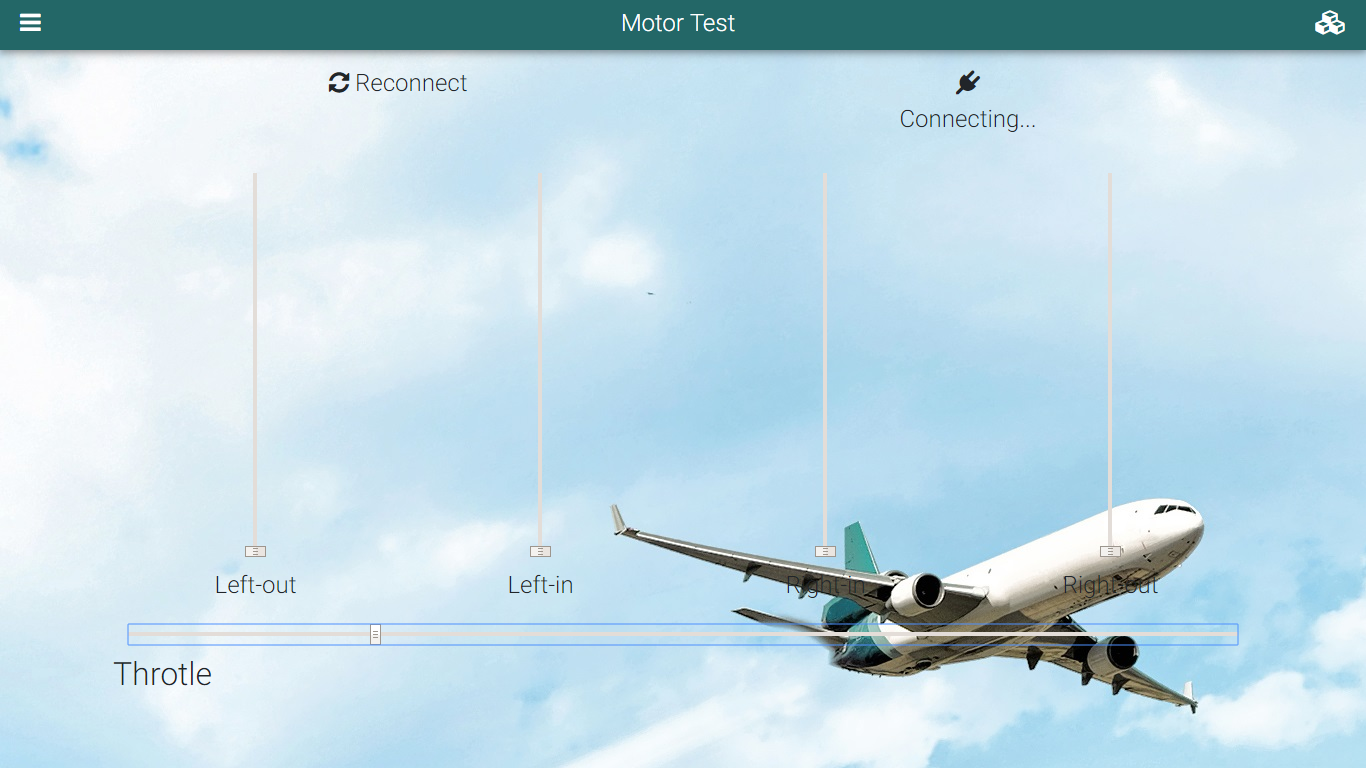 Motor Test
Reconnect
Connecting...
Left-out
Left-in
Right-in
Right-out
Throtle